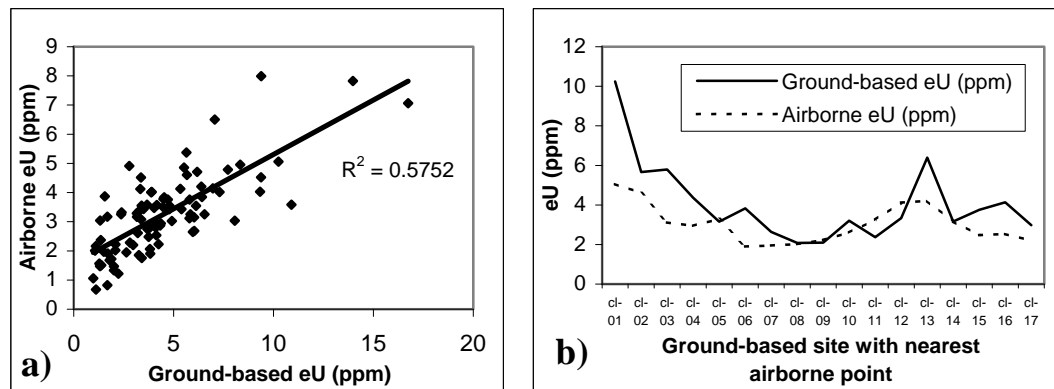 9
8
7
6
5
4
3
2
1
0
Airborne eU (ppm)
R² = 0.5752
0 5 10 15 20
a)
Ground-based eU (ppm)
12
10
8
6
4
2
0
eU (ppm)
Ground-based eU (ppm)
Airborne eU (ppm)
cl- cl- cl- cl- cl- cl- cl- cl- cl- cl- cl- cl- cl- cl- cl- cl- cl-
01 02 03 04 05 06 07 08 09 10 11 12 13 14 15 16 17
b)
Ground-based site with nearest
airborne point